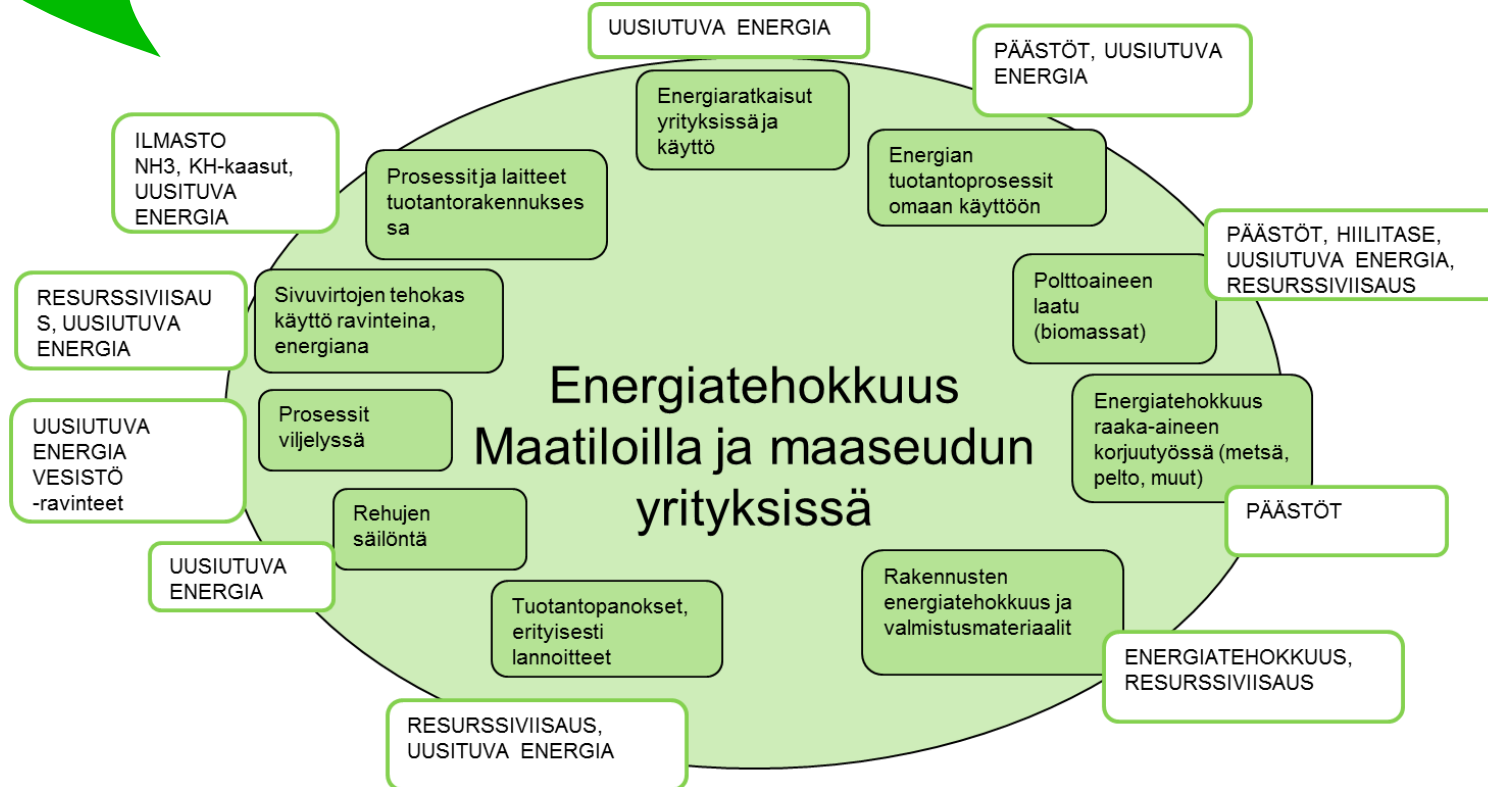 UUSIUTUVA ENERGIA
PÄÄSTÖT, UUSIUTUVA
ENERGIA
Energiaratkaisut
yrityksissä ja
käyttö
ILMASTO
NH3, KH-kaasut,
UUSITUVA
ENERGIA
Prosessit ja laitteet
tuotantorakennukses
sa
Energian
tuotantoprosessit
omaan käyttöön
PÄÄSTÖT, HIILITASE,
UUSIUTUVA ENERGIA,
RESURSSIVIISAUS
RESURSSIVIISAU
S, UUSIUTUVA
ENERGIA
Sivuvirtojen tehokas
käyttö ravinteina,
energiana
Polttoaineen
laatu
(biomassat)
Energiatehokkuus
Maatiloilla ja maaseudun
yrityksissä
UUSIUTUVA
ENERGIA
VESISTÖ
-ravinteet
Prosessit
viljelyssä
Energiatehokkuus
raaka-aineen
korjuutyössä (metsä,
pelto, muut)
PÄÄSTÖT
Rehujen
säilöntä
UUSIUTUVA
ENERGIA
Tuotantopanokset,
erityisesti
lannoitteet
Rakennusten
energiatehokkuus ja
valmistusmateriaalit
ENERGIATEHOKKUUS,
RESURSSIVIISAUS
RESURSSIVIISAUS,
UUSITUVA ENERGIA